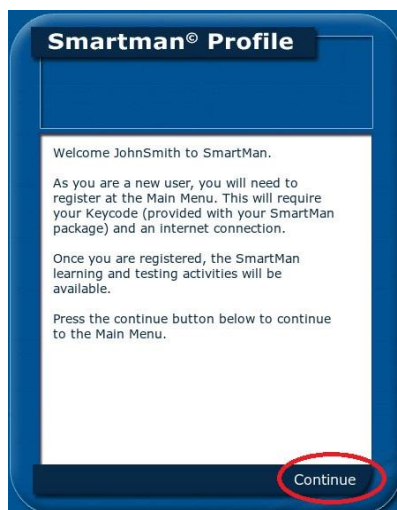 Smartman© Profile
Welcome JohnSmith to SmartMan.
As you are a new user, you will need to
register at the Main Menu. This will require
your Keycode (provided with your SmartMan
package) and an internet connection.
Once you are registered, the SmartMan
learning and testing activities will be
available.
Press the continue button below to continue
to the Main Menu.
Continue